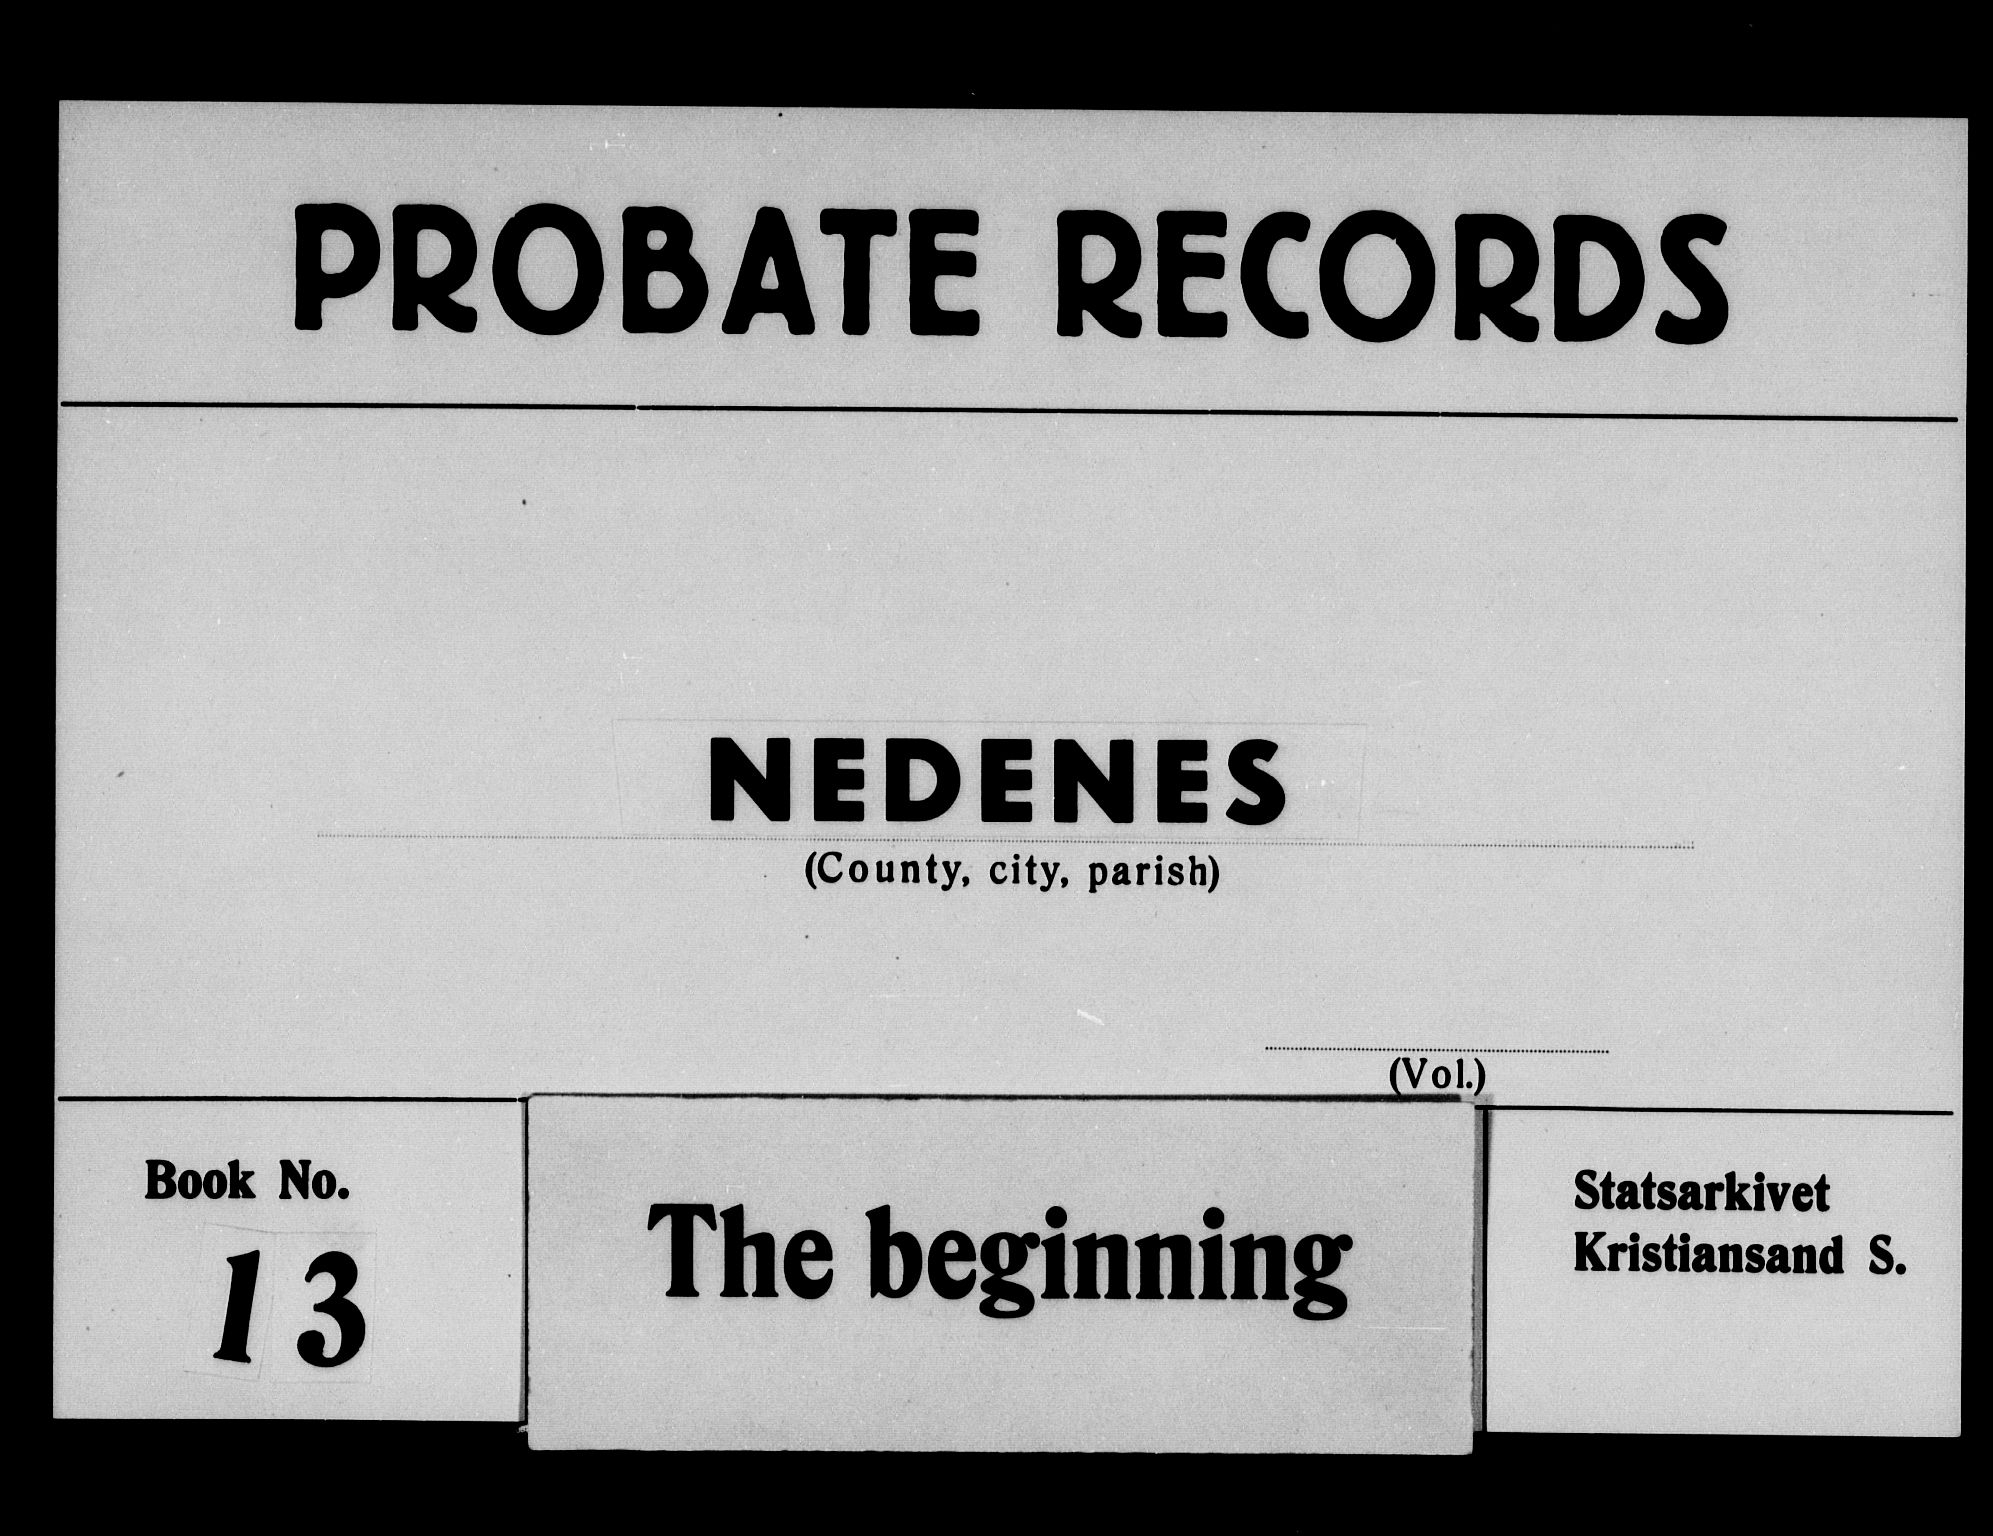 PROBATE RECORDS
NEDENES
(County, city, parish)
(Vol.)
Book No.
13
The beginning
Statsarkivet
Kristiansand S.